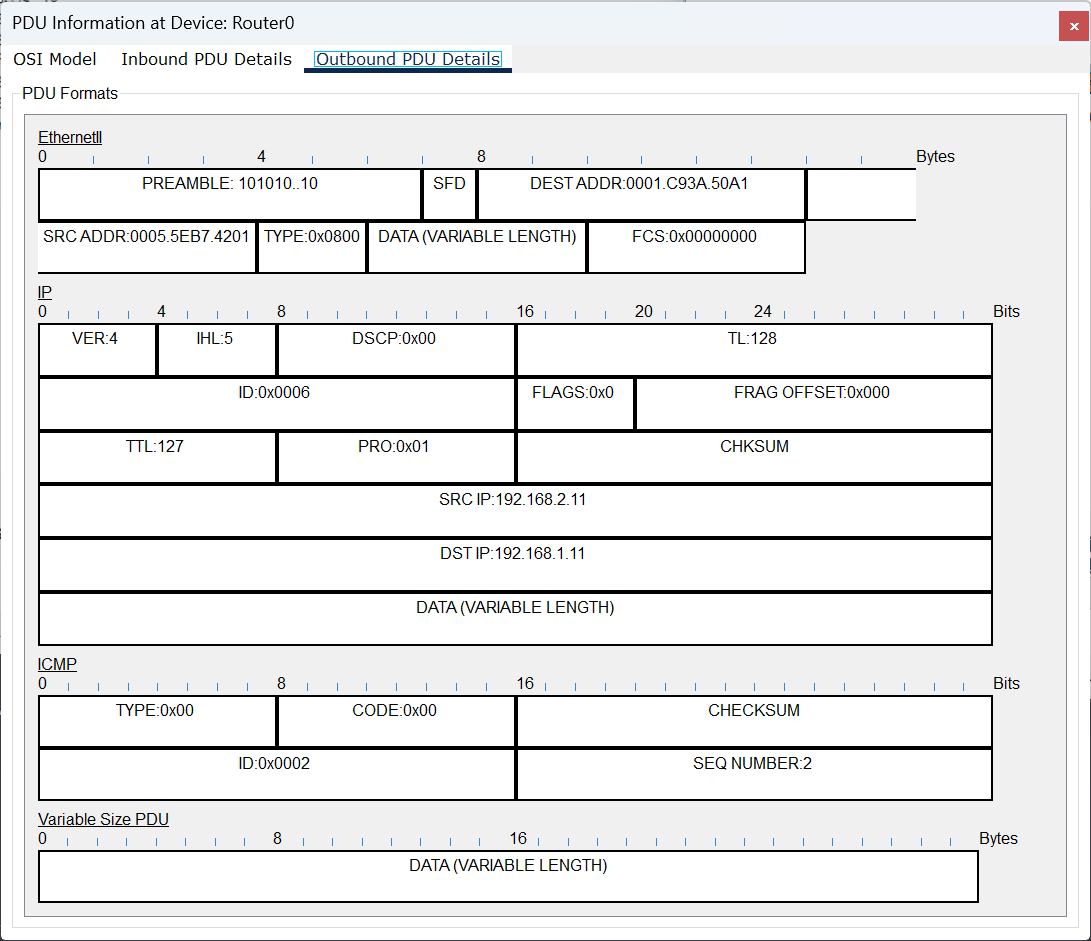 PDU Information at Device: Router0
OSI Model Inbound PDU Details Outbound PDU Details
PDU Formats
EthernetII
0 4 8 Bytes
PREAMBLE: 101010..10 SFD DEST ADDR:0001.C93A.50A1
SRC ADDR:0005.5EB7.4201 TYPE:0x0800 DATA (VARIABLE LENGTH) FCS:0x00000000
IP
0 4 8 16 20 24 Bits
VER:4 IHL:5 DSCP:0x00 TL:128
ID:0x0006 FLAGS:0x0 FRAG OFFSET:0x000
TTL:127 PRO:0x01 CHKSUM
SRC IP:192.168.2.11
DST IP:192.168.1.11
DATA (VARIABLE LENGTH)
ICMP
0 8 16 Bits
TYPE:0x00 CODE:0x00 CHECKSUM
ID:0x0002 SEQ NUMBER:2
Variable Size PDU
0 8 16 Bytes
DATA (VARIABLE LENGTH)